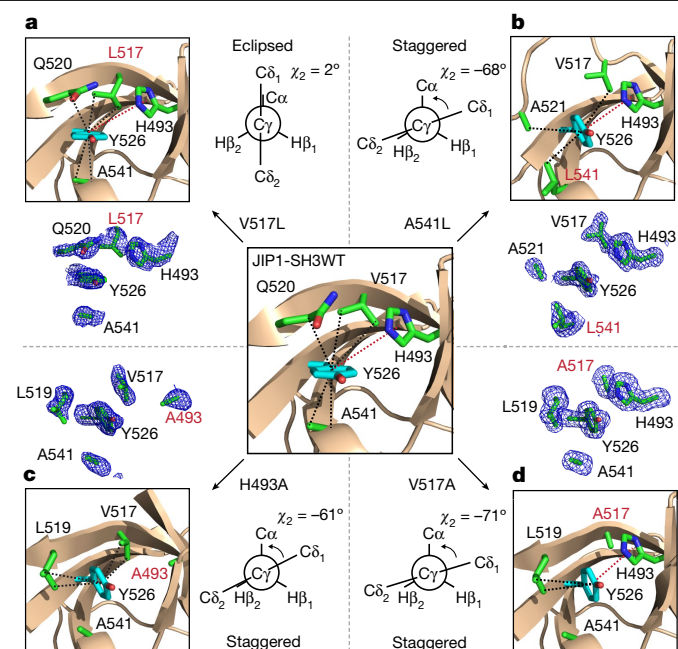 a
L517
Q520
H493
Y526
A541
Eclipsed
Cδ1
χ2 = 2°
Cα
Cγ
Hβ2
Hβ1
Cδ2
Staggered
χ2 = –68°
Cα
Cδ1
Cγ
Cδ2
Hβ2
Hβ1
b
V517
A521
H493
Y526
L541
V517L
A541L
L517
Q520
H493
Y526
A541
V517
H493
A521
Y526
L541
JIP1-SH3WT
Q520
V517
H493
Y526
A541
V517
L519
A493
Y526
A541
A517
L519
H493
Y526
A541
c
V517
L519
A493
Y526
A541
H493A
χ2 = –61°
Cα
Cδ1
Cγ
Cδ2
Hβ2
Hβ1
Staggered
V517A
χ2 = –71°
Cα
Cδ1
Cγ
Cδ2
Hβ2
Hβ1
Staggered
d
A517
L519
H493
Y526
A541